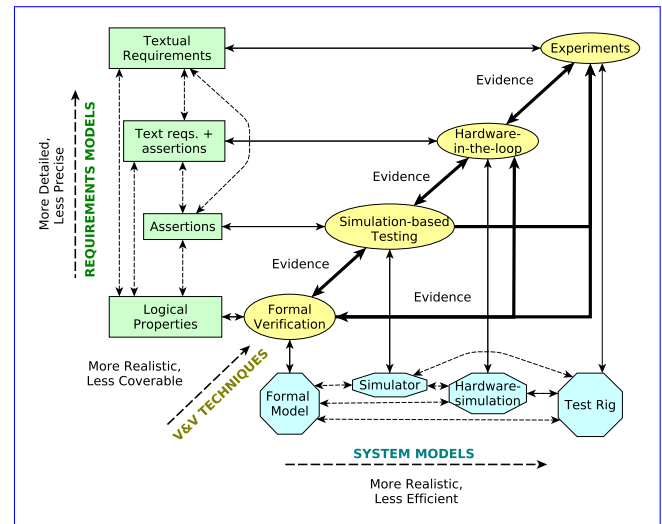 Textual
Requirements
Experiments
Evidence
Text reqs. +
assertions
Hardware-
in-the-loop
More Detailed,
Less Precise
REQUIREMENTS MODELS
Evidence
Assertions
Simulation-based
Testing
Evidence
Evidence
Logical
Properties
Formal
Verification
More Realistic,
Less Coverable
V&V TECHNIQUES
Formal
Model
Simulator
Hardware-
simulation
Test Rig
SYSTEM MODELS
More Realistic,
Less Efficient